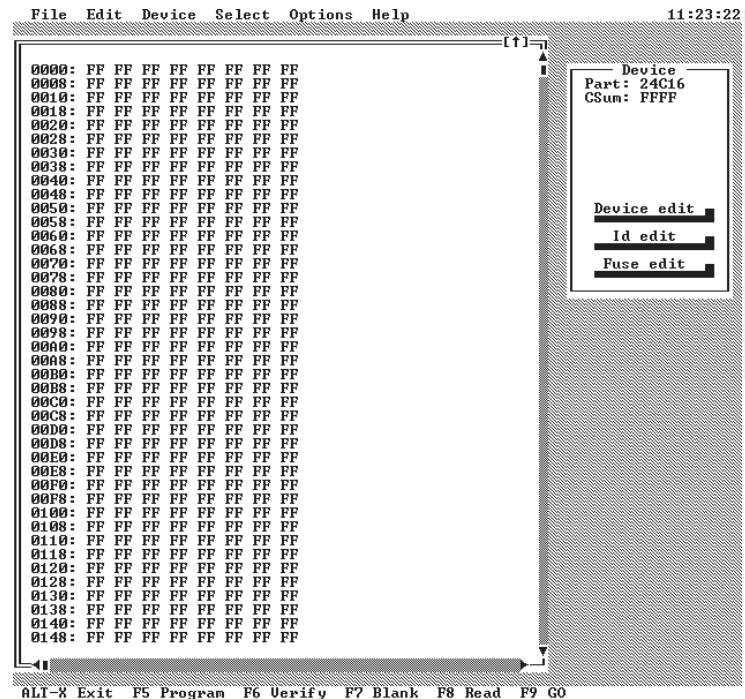 File Edit Device Select Options Help 11:23:22
[↑]
0000: FF FF FF FF FF FF FF FF
0008: FF FF FF FF FF FF FF FF
0010: FF FF FF FF FF FF FF FF
0018: FF FF FF FF FF FF FF FF
0020: FF FF FF FF FF FF FF FF
0028: FF FF FF FF FF FF FF FF
0030: FF FF FF FF FF FF FF FF
0038: FF FF FF FF FF FF FF FF
0040: FF FF FF FF FF FF FF FF
0048: FF FF FF FF FF FF FF FF
0050: FF FF FF FF FF FF FF FF
0058: FF FF FF FF FF FF FF FF
0060: FF FF FF FF FF FF FF FF
0068: FF FF FF FF FF FF FF FF
0070: FF FF FF FF FF FF FF FF
0078: FF FF FF FF FF FF FF FF
0080: FF FF FF FF FF FF FF FF
0088: FF FF FF FF FF FF FF FF
0090: FF FF FF FF FF FF FF FF
0098: FF FF FF FF FF FF FF FF
00A0: FF FF FF FF FF FF FF FF
00A8: FF FF FF FF FF FF FF FF
00B0: FF FF FF FF FF FF FF FF
00B8: FF FF FF FF FF FF FF FF
00C0: FF FF FF FF FF FF FF FF
00C8: FF FF FF FF FF FF FF FF
00D0: FF FF FF FF FF FF FF FF
00D8: FF FF FF FF FF FF FF FF
00E0: FF FF FF FF FF FF FF FF
00E8: FF FF FF FF FF FF FF FF
00F0: FF FF FF FF FF FF FF FF
00F8: FF FF FF FF FF FF FF FF
0100: FF FF FF FF FF FF FF FF
0108: FF FF FF FF FF FF FF FF
0110: FF FF FF FF FF FF FF FF
0118: FF FF FF FF FF FF FF FF
0120: FF FF FF FF FF FF FF FF
0128: FF FF FF FF FF FF FF FF
0130: FF FF FF FF FF FF FF FF
0138: FF FF FF FF FF FF FF FF
0140: FF FF FF FF FF FF FF FF
0148: FF FF FF FF FF FF FF FF
Device
Part: 24C16
CSum: FFFF
Device edit
Id edit
Fuse edit
ALT-X Exit F5 Program F6 Verify F7 Blank F8 Read F9 GO